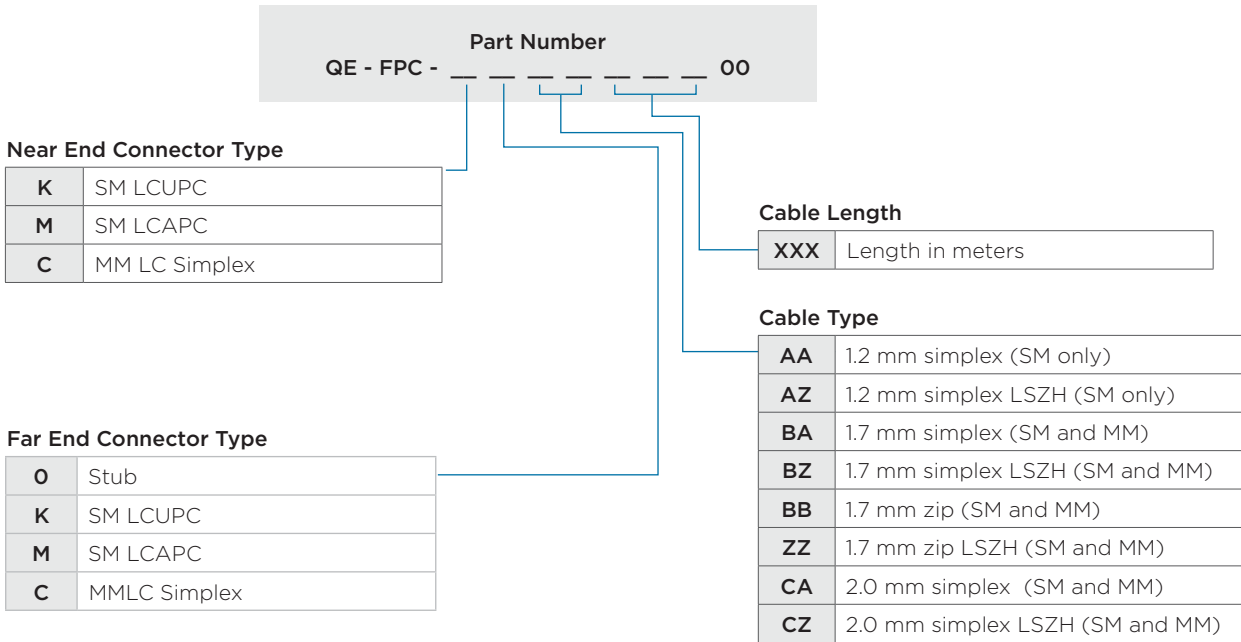 Part Number
QE - FPC - __ __ __ __ __ __ __ 00
Near End Connector Type
K SM LCUPC
M SM LCAPC
C MM LC Simplex
Cable Length
XXX Length in meters
Cable Type
AA 1.2 mm simplex (SM only)
AZ 1.2 mm simplex LSZH (SM only)
BA 1.7 mm simplex (SM and MM)
BZ 1.7 mm simplex LSZH (SM and MM)
BB 1.7 mm zip (SM and MM)
ZZ 1.7 mm zip LSZH (SM and MM)
CA 2.0 mm simplex (SM and MM)
CZ 2.0 mm simplex LSZH (SM and MM)
Far End Connector Type
0 Stub
K SM LCUPC
M SM LCAPC
C MMLC Simplex